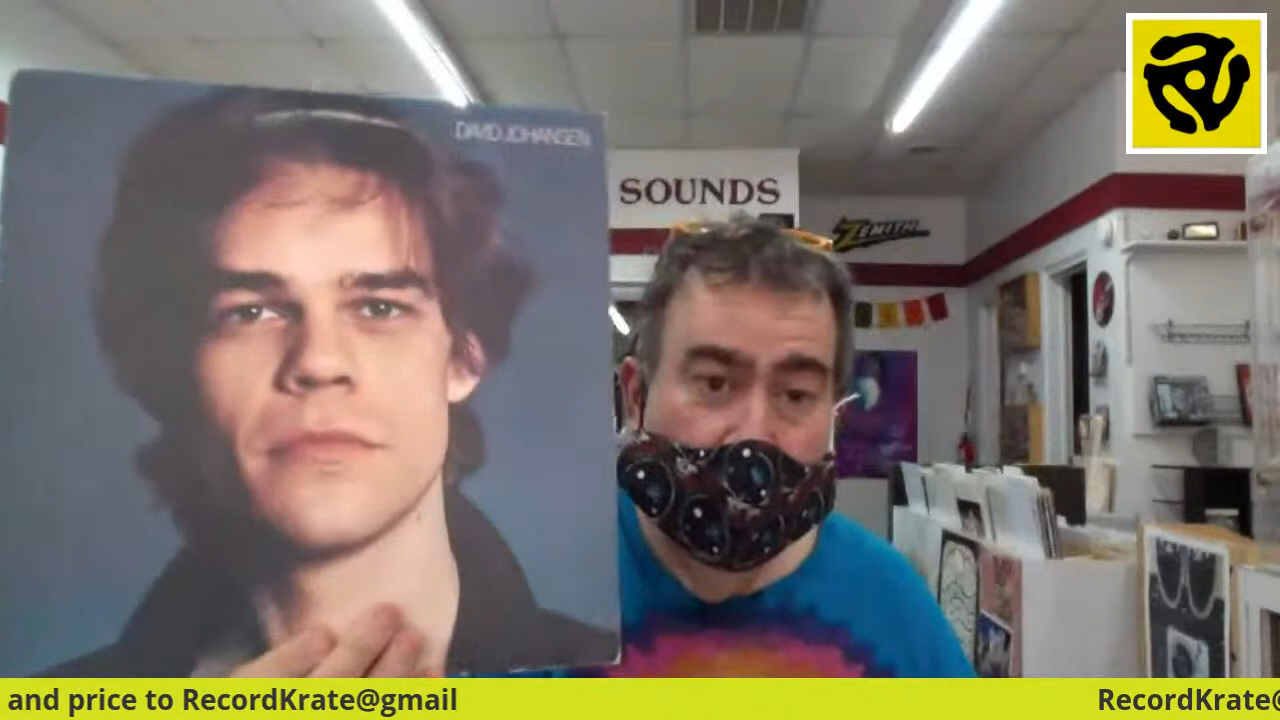 DAVID JOHANSEN
SOUNDS
ZENITH
and price to RecordKrate@gmail
RecordKrate@